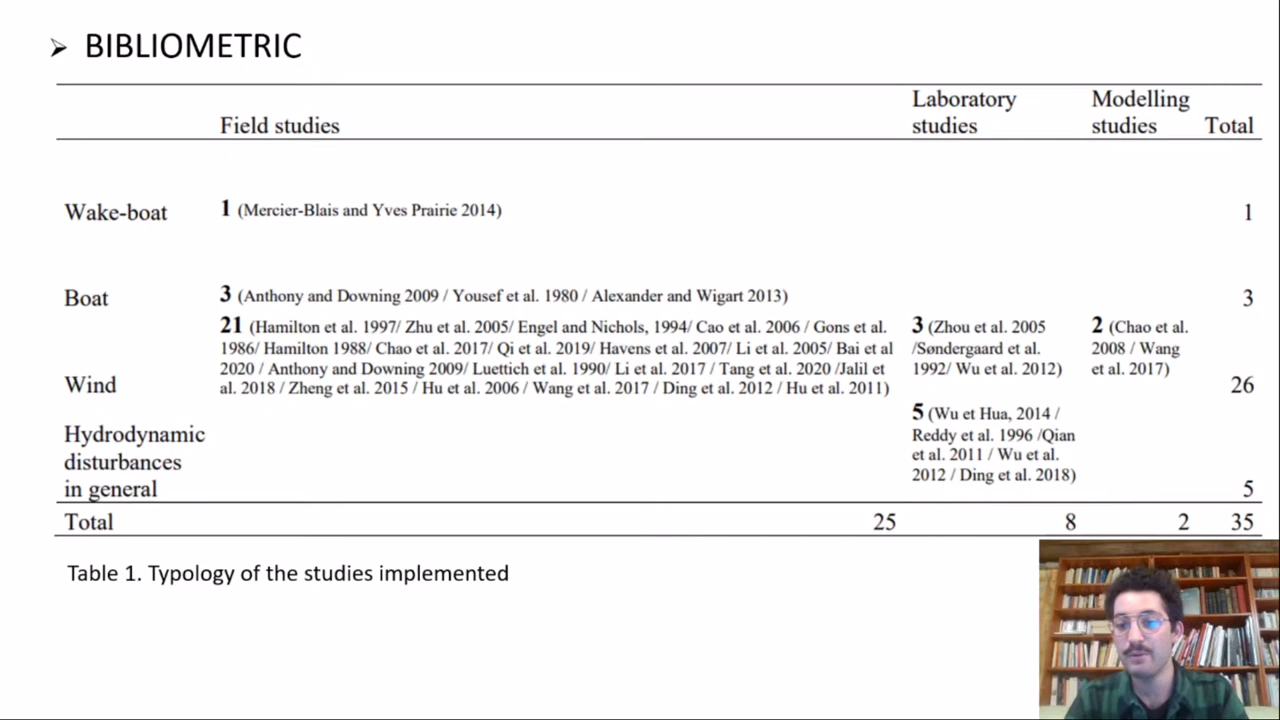 BIBLIOMETRIC
Field studies
Laboratory
studies
Modelling
studies
Total
Wake-boat
1 (Mercier-Blais and Yves Prairie 2014)
1
Boat
3 (Anthony and Downing 2009 / Yousef et al. 1980 / Alexander and Wigart 2013)
3
Wind
21 (Hamilton et al. 1997/ Zhu et al. 2005/ Engel and Nichols, 1994/ Cao et al. 2006 / Gons et al.
1986/ Hamilton 1988/ Chao et al. 2017/ Qi et al. 2019/ Havens et al. 2007/ Li et al. 2005/ Bai et al
2020 / Anthony and Downing 2009/ Luettich et al. 1990/ Li et al. 2017 / Tang et al. 2020 /Jalil et
al. 2018 / Zheng et al. 2015 / Hu et al. 2006 / Wang et al. 2017 / Ding et al. 2012 / Hu et al. 2011)
3 (Zhou et al. 2005
/Søndergaard et al.
1992/ Wu et al. 2012)
2 (Chao et al.
2008 / Wang
et al. 2017)
26
Hydrodynamic
disturbances
in general
5 (Wu et Hua, 2014 /
Reddy et al. 1996 /Qian
et al. 2011 / Wu et al.
2012 / Ding et al. 2018)
5
Total 25 8 2 35
Table 1. Typology of the studies implemented